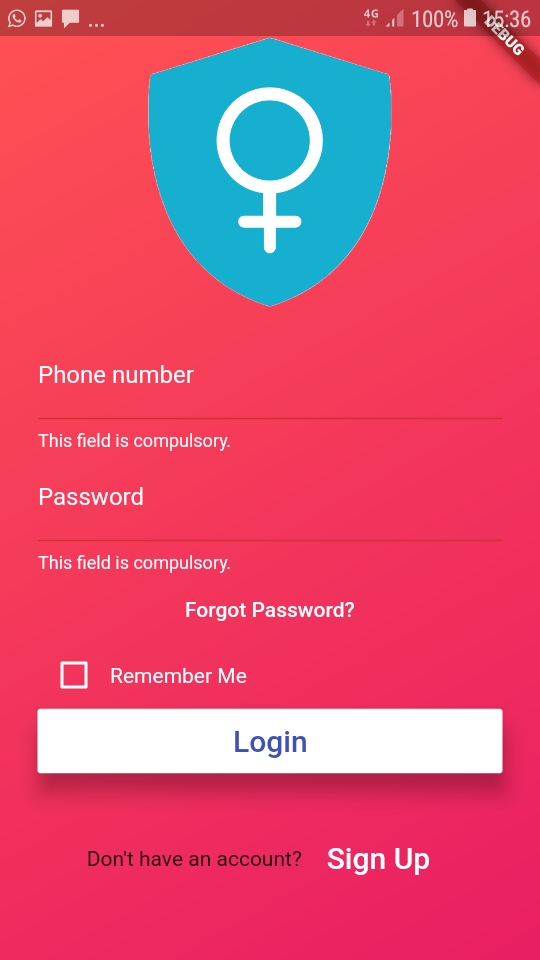 4G 100% 15:36
DEBUG
Phone number
This field is compulsory.
Password
This field is compulsory.
Forgot Password?
Remember Me
Login
Don't have an account? Sign Up